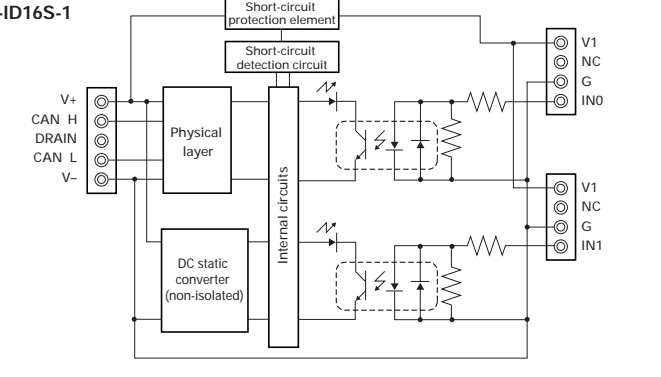 -ID16S-1
Short-circuit
protection element
Short-circuit
detection circuit
V+
CAN H
DRAIN
CAN L
V–
Physical
layer
Internal circuits
DC static
converter
(non-isolated)
V1
NC
G
IN0
V1
NC
G
IN1